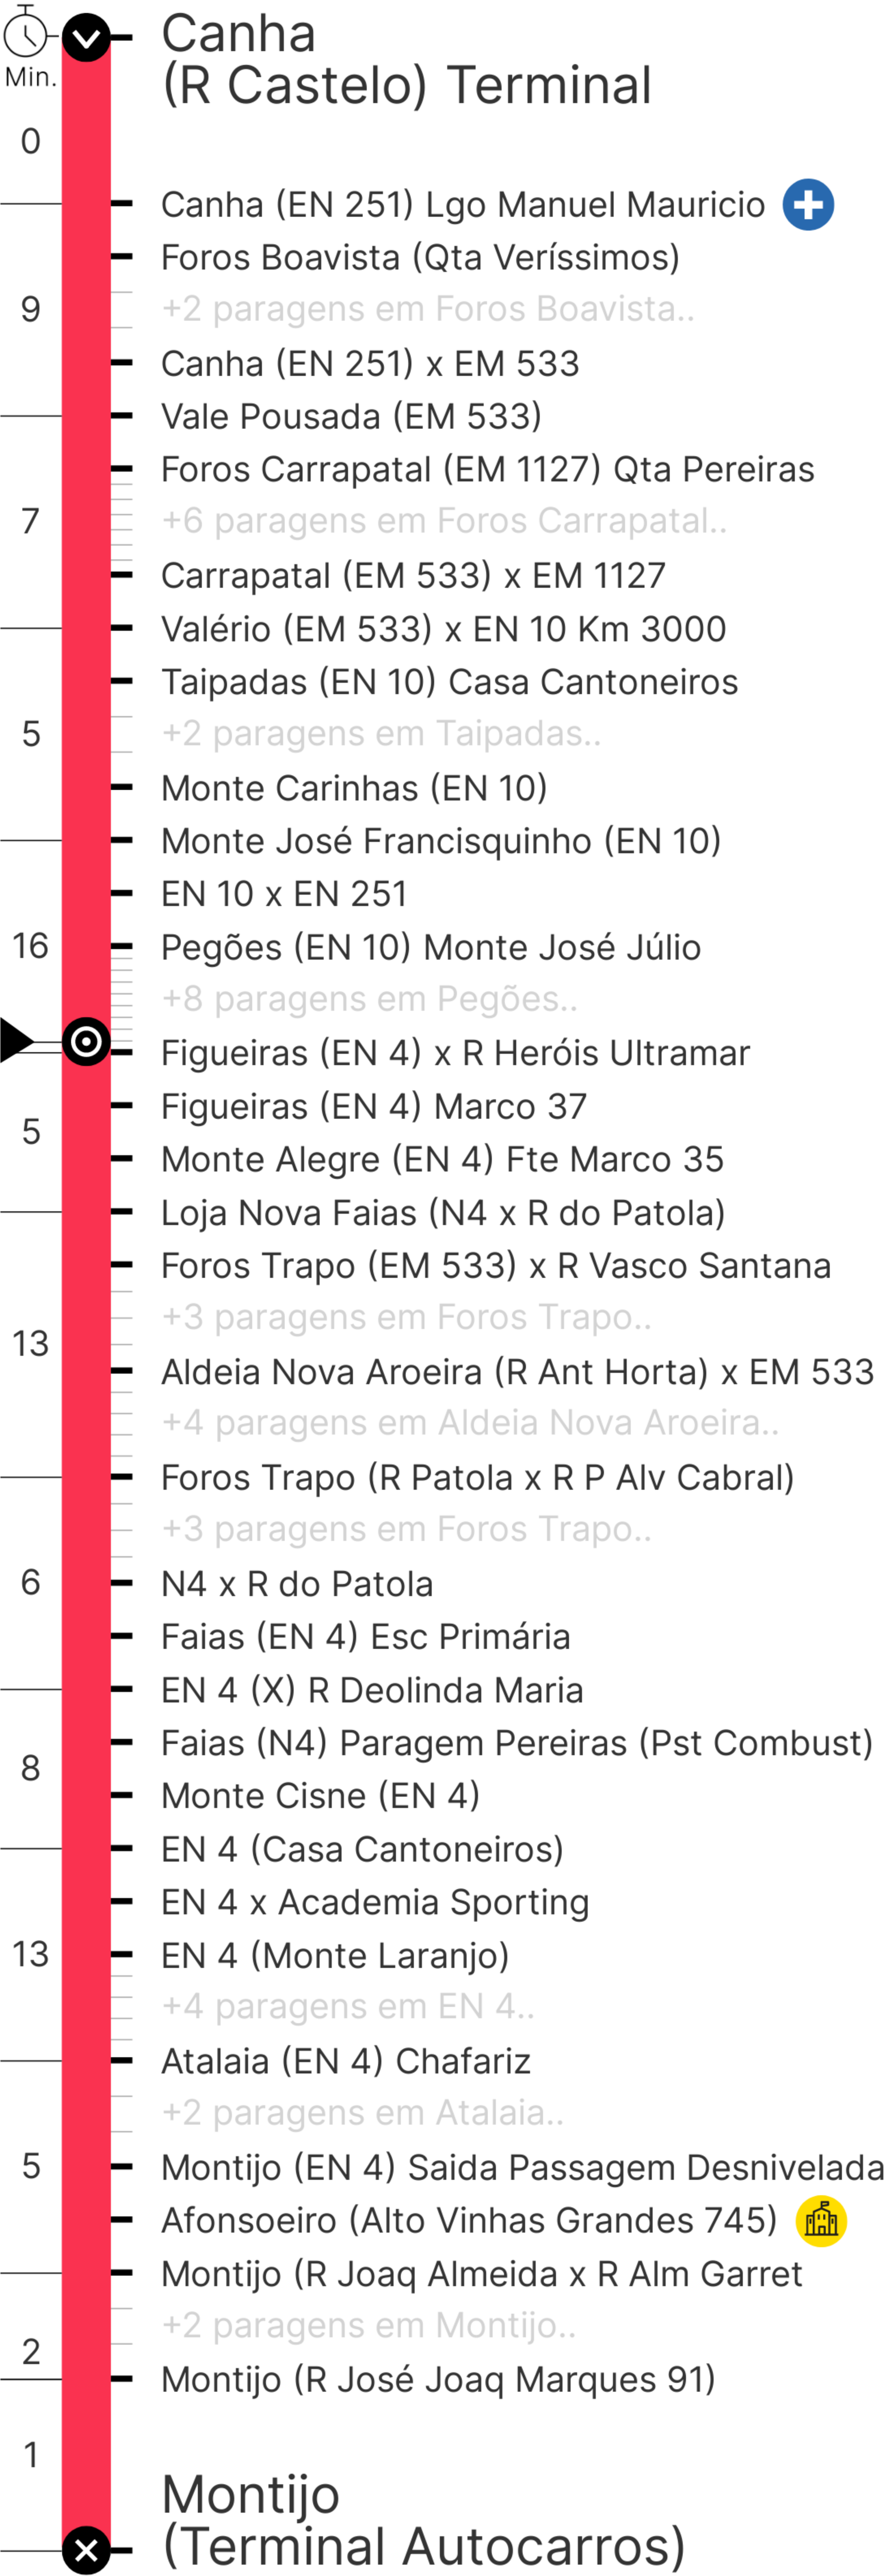 Canha
(R Castelo) Terminal
Min.
0
Canha (EN 251) Lgo Manuel Mauricio
Foros Boavista (Qta Veríssimos)
9
+2 paragens em Foros Boavista..
Canha (EN 251) x EM 533
Vale Pousada (EM 533)
Foros Carrapatal (EM 1127) Qta Pereiras
7
+6 paragens em Foros Carrapatal..
Carrapatal (EM 533) x EM 1127
Valério (EM 533) x EN 10 Km 3000
Taipadas (EN 10) Casa Cantoneiros
5
+2 paragens em Taipadas..
Monte Carinhas (EN 10)
Monte José Francisquinho (EN 10)
EN 10 x EN 251
16
Pegões (EN 10) Monte José Júlio
+8 paragens em Pegões..
Figueiras (EN 4) x R Heróis Ultramar
Figueiras (EN 4) Marco 37
5
Monte Alegre (EN 4) Fte Marco 35
Loja Nova Faias (N4 x R do Patola)
Foros Trapo (EM 533) x R Vasco Santana
+3 paragens em Foros Trapo..
13
Aldeia Nova Aroeira (R Ant Horta) x EM 533
+4 paragens em Aldeia Nova Aroeira..
Foros Trapo (R Patola x R P Alv Cabral)
+3 paragens em Foros Trapo..
6
N4 x R do Patola
Faias (EN 4) Esc Primária
EN 4 (X) R Deolinda Maria
Faias (N4) Paragem Pereiras (Pst Combust)
8
Monte Cisne (EN 4)
EN 4 (Casa Cantoneiros)
EN 4 x Academia Sporting
13
EN 4 (Monte Laranjo)
+4 paragens em EN 4..
Atalaia (EN 4) Chafariz
+2 paragens em Atalaia..
5
Montijo (EN 4) Saida Passagem Desnivelada
Afonsoeiro (Alto Vinhas Grandes 745)
Montijo (R Joaq Almeida x R Alm Garret
+2 paragens em Montijo..
2
Montijo (R José Joaq Marques 91)
1
Montijo
(Terminal Autocarros)